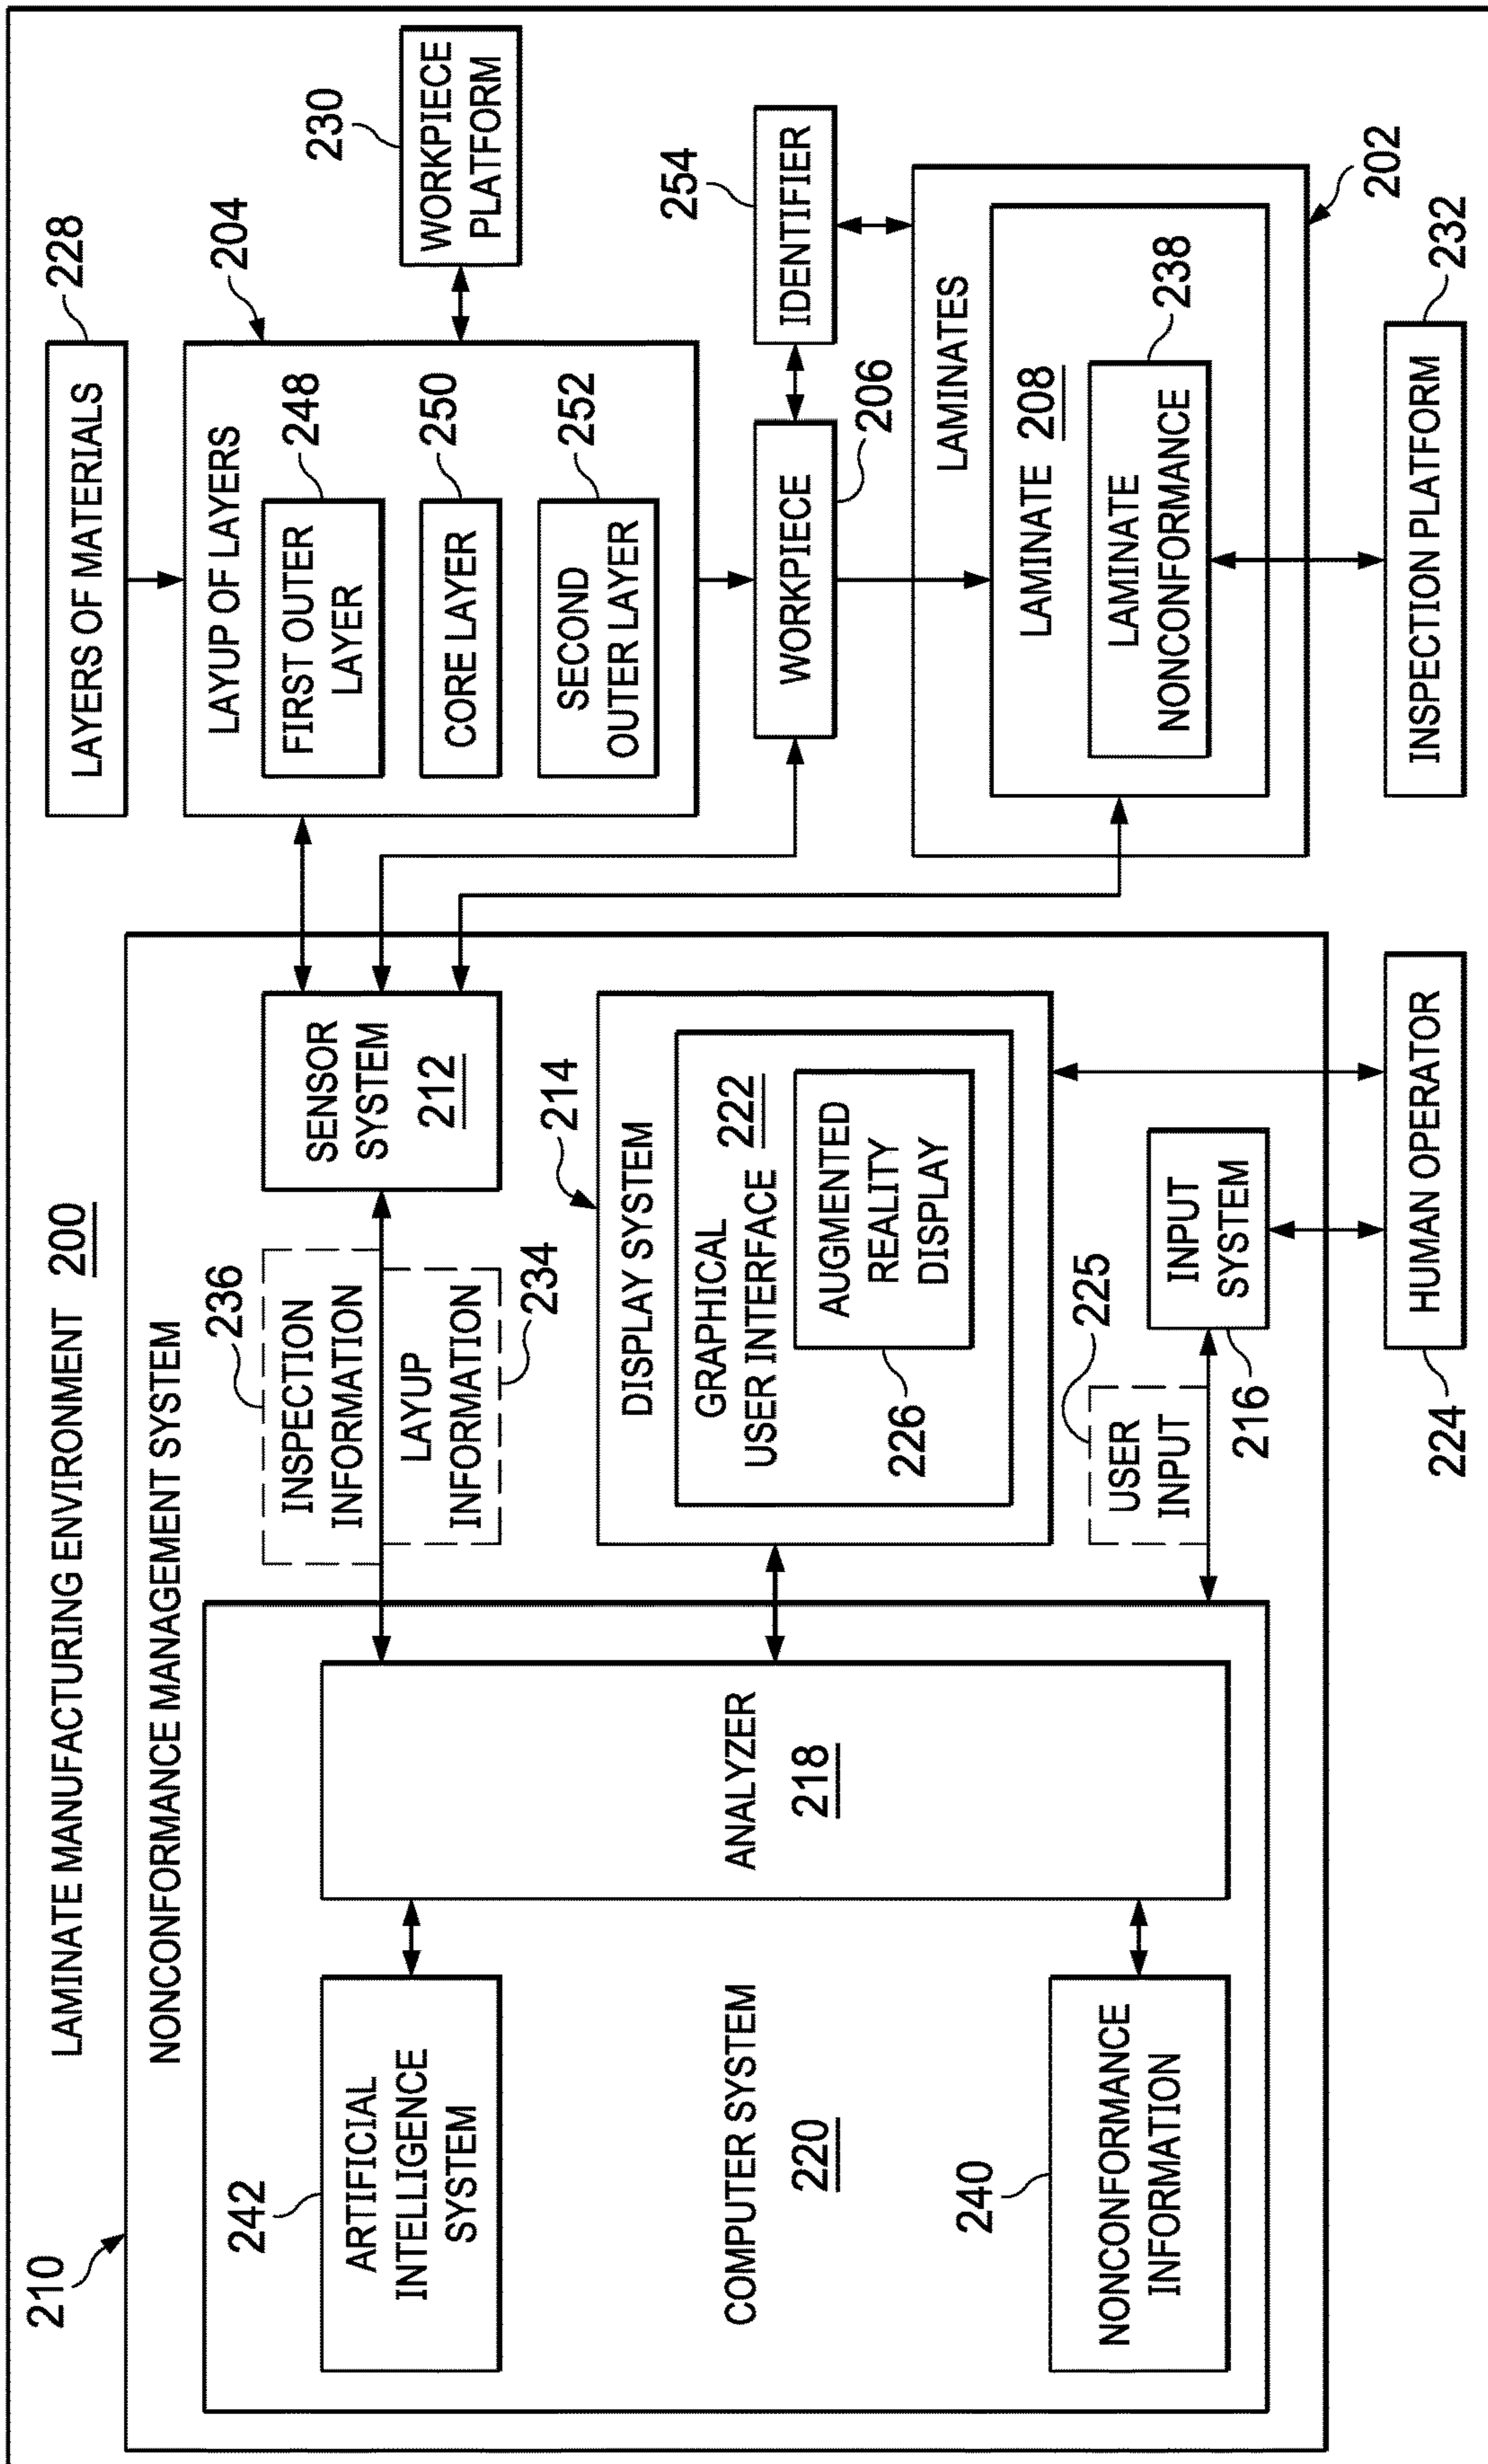 LAMINATE MANUFACTURING ENVIRONMENT 200
210
NONCONFORMANCE MANAGEMENT SYSTEM
242
ARTIFICIAL
INTELLIGENCE
SYSTEM
COMPUTER SYSTEM
220
240
NONCONFORMANCE
INFORMATION
ANALYZER
218
236
INSPECTION
INFORMATION
LAYUP
INFORMATION
234
SENSOR
SYSTEM
212
214
DISPLAY SYSTEM
GRAPHICAL
USER INTERFACE 222
AUGMENTED
REALITY
DISPLAY
226
225
USER
INPUT
INPUT
SYSTEM
216
HUMAN OPERATOR
224
LAYERS OF MATERIALS
228
204
LAYUP OF LAYERS
FIRST OUTER
LAYER
248
CORE LAYER
250
SECOND
OUTER LAYER
252
230
WORKPIECE
PLATFORM
WORKPIECE
206
254
IDENTIFIER
LAMINATES
202
LAMINATE 208
LAMINATE
NONCONFORMANCE
238
INSPECTION PLATFORM
232